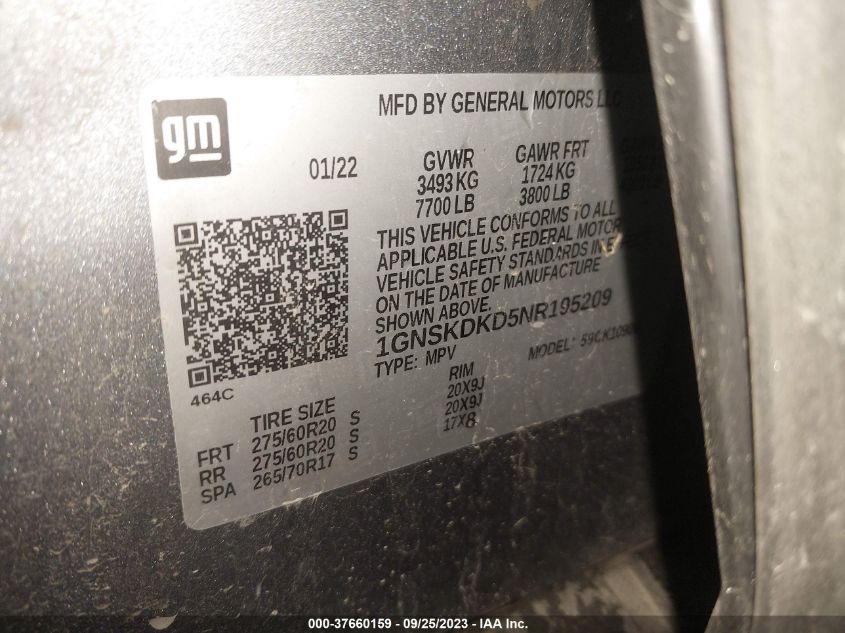 gm
MFD BY GENERAL MOTORS LLC
01/22
GVWR GAWR FRT
3493 KG 1724 KG
7700 LB 3800 LB
THIS VEHICLE CONFORMS TO ALL
APPLICABLE U.S. FEDERAL MOTOR
VEHICLE SAFETY STANDARDS IN
ON THE DATE OF MANUFACTURE
SHOWN ABOVE.
1GNSKDKD5NR195209
TYPE: MPV MODEL:
464C
TIRE SIZE RIM
FRT 275/60R20 S 20X9J
RR 275/60R20 S 20X9J
SPA 265/70R17 S 17X8
000-37660159 - 09/25/2023 - © IAA Inc.